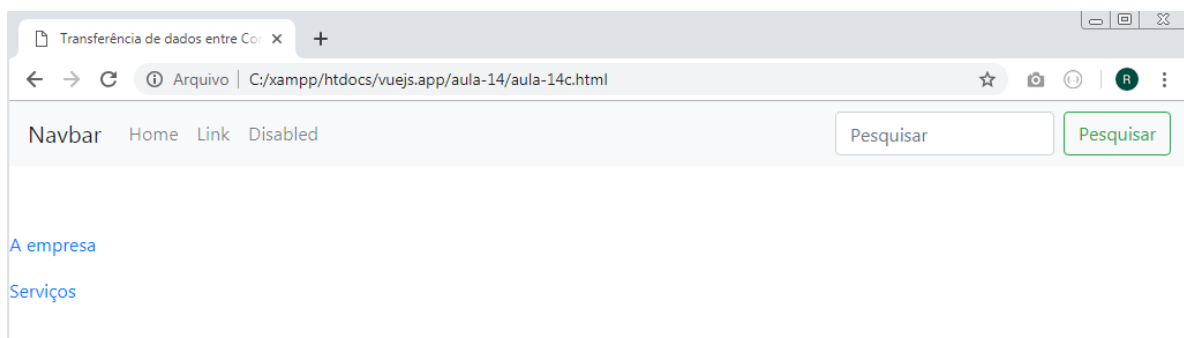 Transferência de dados entre Co
Arquivo | C:/xampp/htdocs/vuejs.app/aula-14/aula-14c.html
R
Navbar Home Link Disabled Pesquisar Pesquisar
A empresa
Serviços